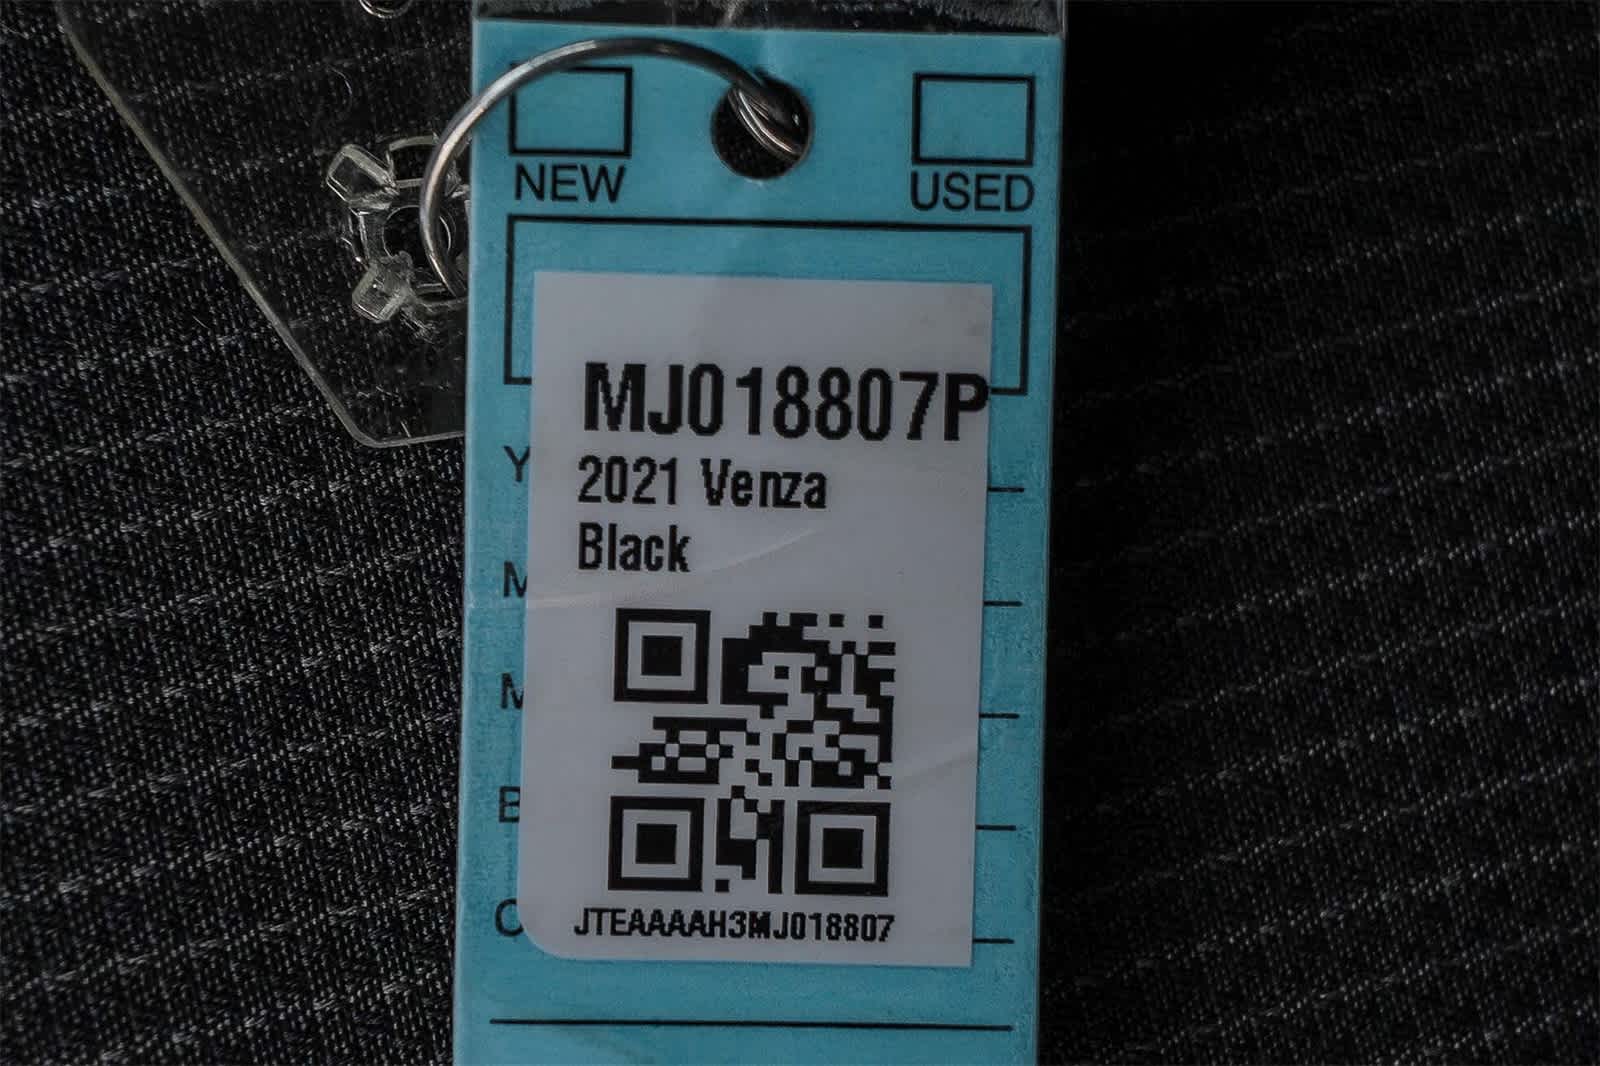 NEW USED
MJ018807P
Y
2021 Venza
Black
M
M
B
C
JTEAAAAH3MJ018807